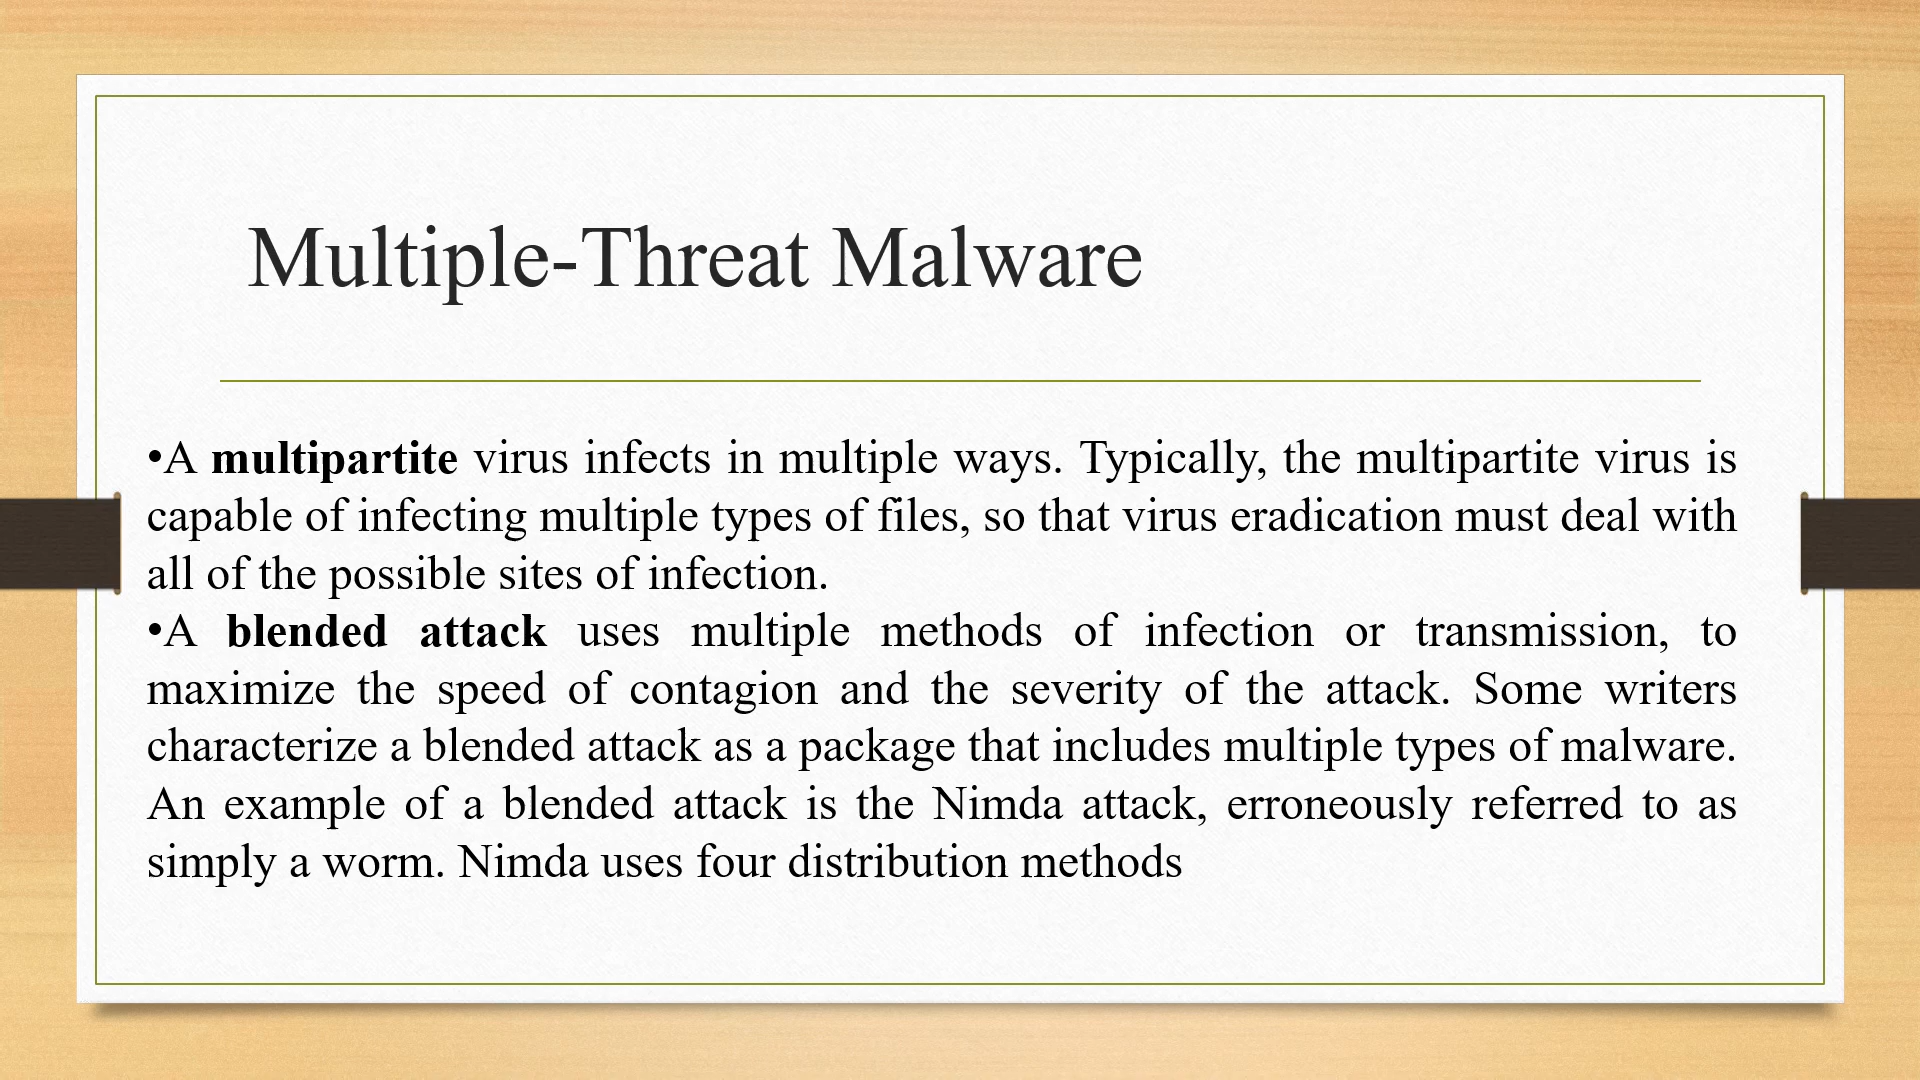 Multiple-Threat Malware
•A multipartite virus infects in multiple ways. Typically, the multipartite virus is
capable of infecting multiple types of files, so that virus eradication must deal with
all of the possible sites of infection.
•A blended attack uses multiple methods of infection or transmission, to
maximize the speed of contagion and the severity of the attack. Some writers
characterize a blended attack as a package that includes multiple types of malware.
An example of a blended attack is the Nimda attack, erroneously referred to as
simply a worm. Nimda uses four distribution methods